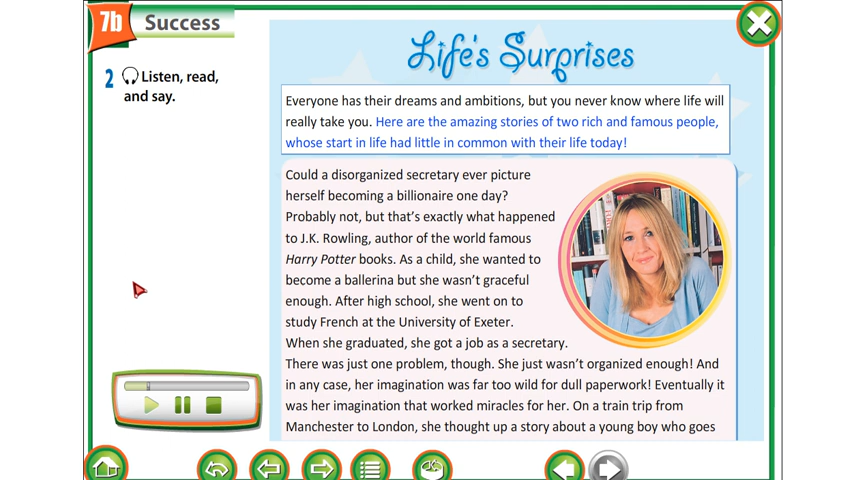 7b Success
2 Listen, read,
and say.
Life's Surprises
Everyone has their dreams and ambitions, but you never know where life will
really take you. Here are the amazing stories of two rich and famous people,
whose start in life had little in common with their life today!
Could a disorganized secretary ever picture
herself becoming a billionaire one day?
Probably not, but that's exactly what happened
to J.K. Rowling, author of the world famous
Harry Potter books. As a child, she wanted to
become a ballerina but she wasn't graceful
enough. After high school, she went on to
study French at the University of Exeter.
When she graduated, she got a job as a secretary.
There was just one problem, though. She just wasn't organized enough! And
in any case, her imagination was far too wild for dull paperwork! Eventually it
was her imagination that worked miracles for her. On a train trip from
Manchester to London, she thought up a story about a young boy who goes